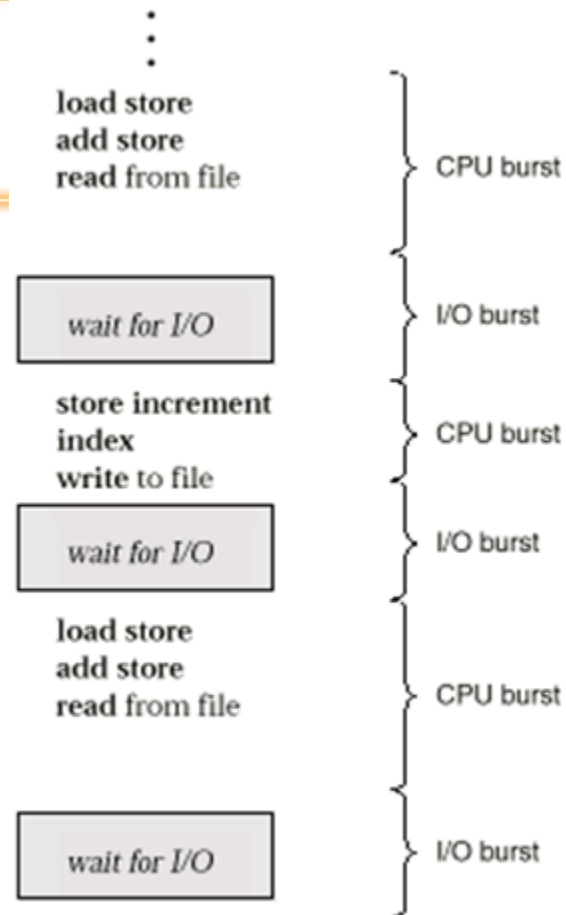 load store
add store
read from file
CPU burst
wait for I/O
I/O burst
store increment
index
write to file
CPU burst
wait for I/O
I/O burst
load store
add store
read from file
CPU burst
wait for I/O
I/O burst